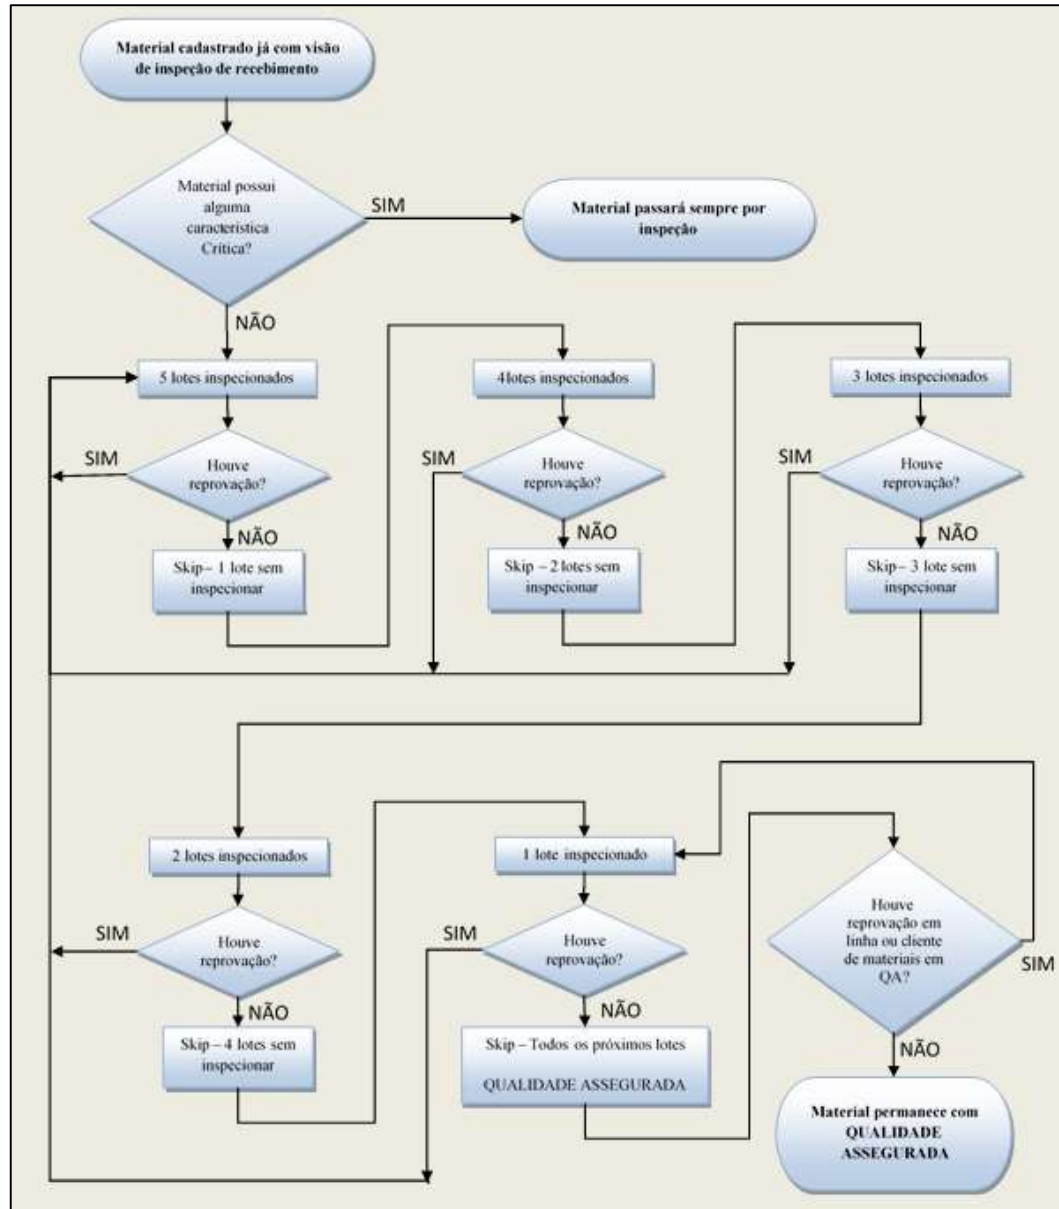 Material cadastrado já com visão
de inspeção de recebimento
Material possui
alguma
característica
Crítica?
SIM
Material passará sempre por
inspeção
NÃO
5 lotes inspecionados
4lotes inspecionados
3 lotes inspecionados
SIM
Houve
reprovação?
SIM
Houve
reprovação?
SIM
Houve
reprovação?
NÃO
NÃO
NÃO
Skip – 1 lote sem
inspecionar
Skip – 2 lotes sem
inspecionar
Skip – 3 lote sem
inspecionar
2 lotes inspecionados
1 lote inspecionado
SIM
Houve
reprovação?
SIM
Houve
reprovação?
Houve
reprovação em
linha ou cliente
de materiais em
QA?
SIM
NÃO
NÃO
NÃO
Skip – 4 lotes sem
inspecionar
Skip – Todos os próximos lotes
QUALIDADE ASSEGURADA
Material permanece com
QUALIDADE
ASSEGURADA